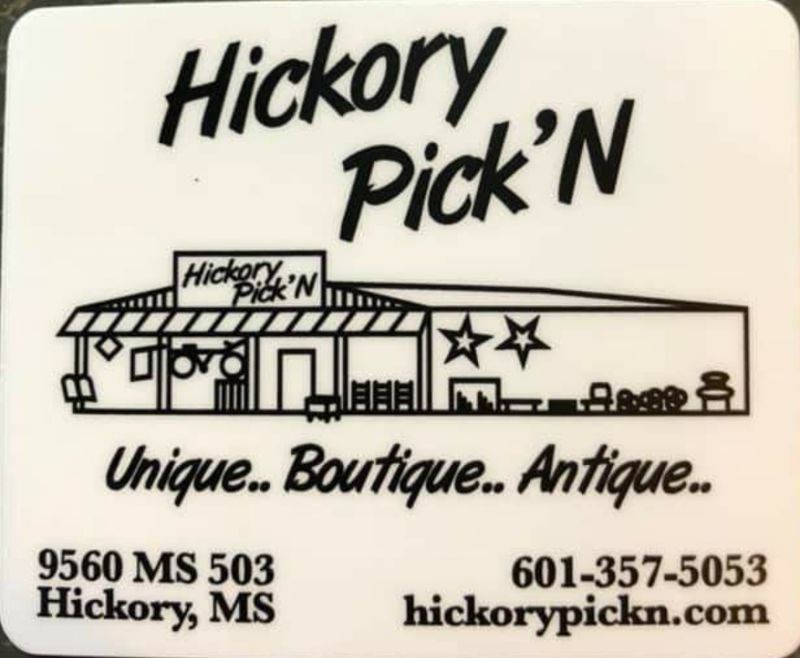 Hickory
Pick'N
Hickory
Pick'N
Unique.. Boutique.. Antique..
9560 MS 503
Hickory, MS
601-357-5053
hickorypickn.com